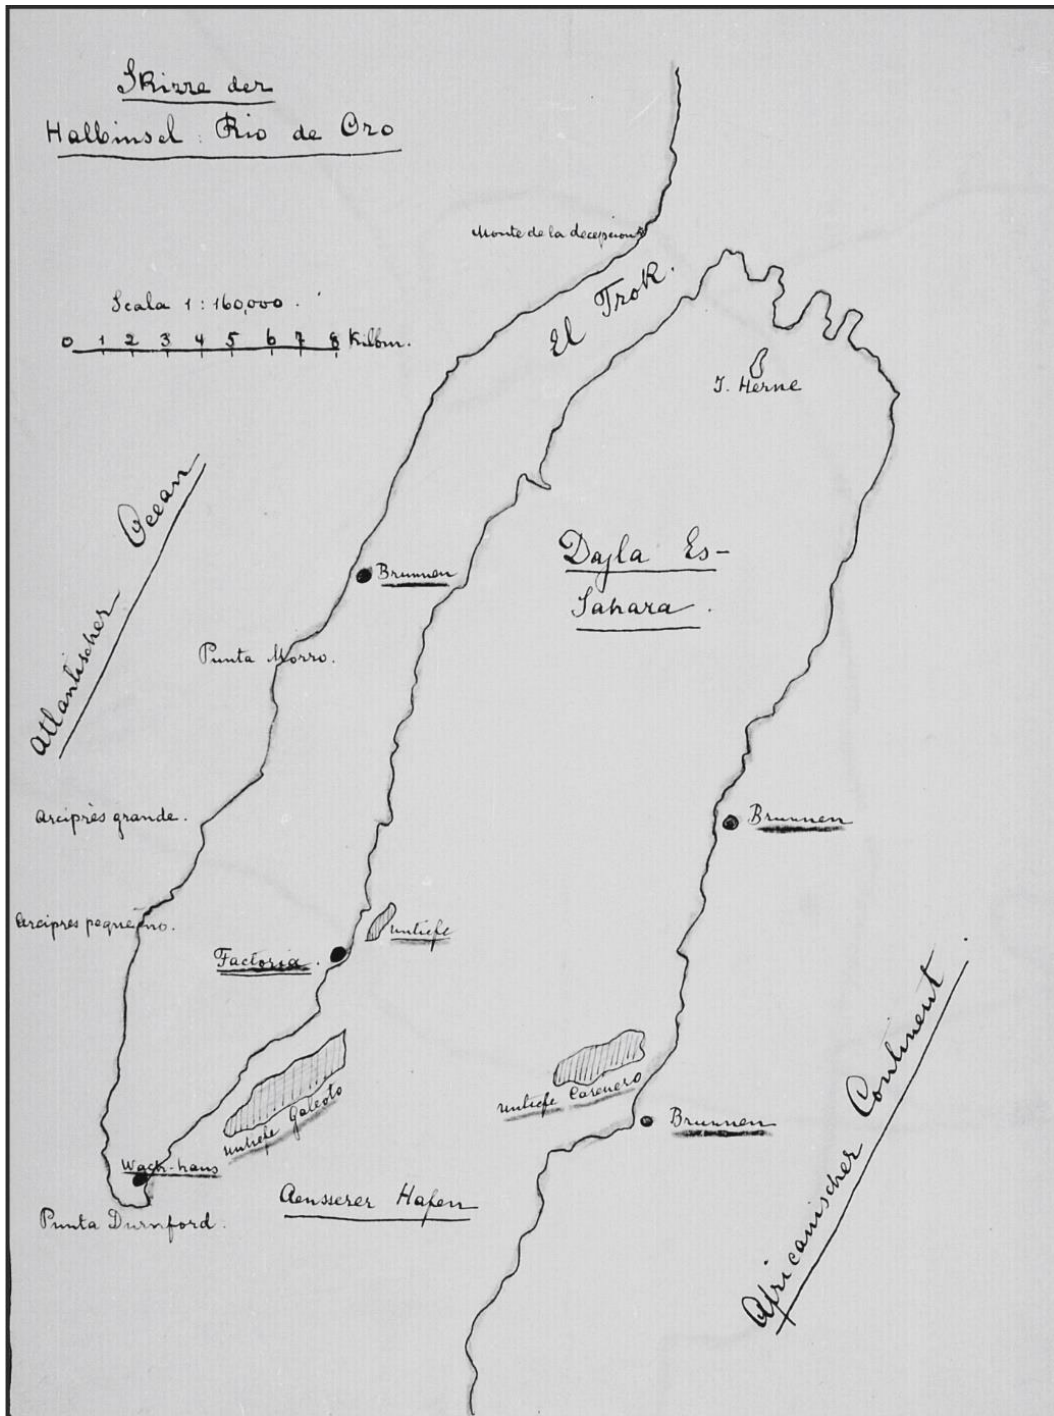 Skizze der
Halbinsel : Rio de Oro
Monte de la decepcion
El Trok.
Scala 1 : 160,000 .
0 1 2 3 4 5 6 7 8 Kilom.
I. Herne
Atlantischer Ocean
Dajla Es-
Sahara .
Brunnen
Punta Morro.
Arciprès grande.
Brunnen
Arcipres pequeño.
Untiefe
Factoria .
Untiefe Galeoto
Untiefe Carenero
Africanischer Continent
Brunnen
Wach-haus
Aeusserer Hafen
Punta Durnford .